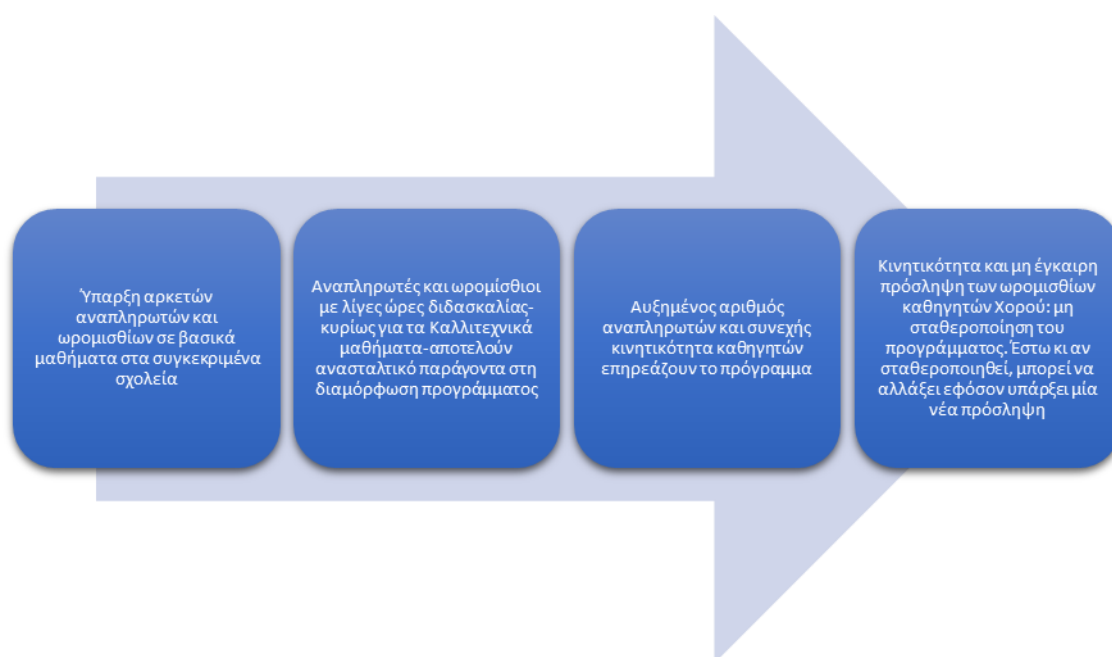 Ύπαρξη αρκετών
αναπληρωτών και
ωρομισθίων σε βασικά
μαθήματα στα συγκεκριμένα
σχολεία
Αναπληρωτές και ωρομίσθιοι
με λίγες ώρες διδασκαλίας-
κυρίως για τα Καλλιτεχνικά
μαθήματα-αποτελούν
ανασταλτικό παράγοντα στη
διαμόρφωση προγράμματος
Αυξημένος αριθμός
αναπληρωτών και συνεχής
κινητικότητα καθηγητών
επηρεάζουν το πρόγραμμα
Κινητικότητα και μη έγκαιρη
πρόσληψη των ωρομισθίων
καθηγητών Χορού: μη
σταθεροποίηση του
προγράμματος. Έστω κι αν
σταθεροποιηθεί, μπορεί να
αλλάξει εφόσον υπάρξει μία
νέα πρόσληψη